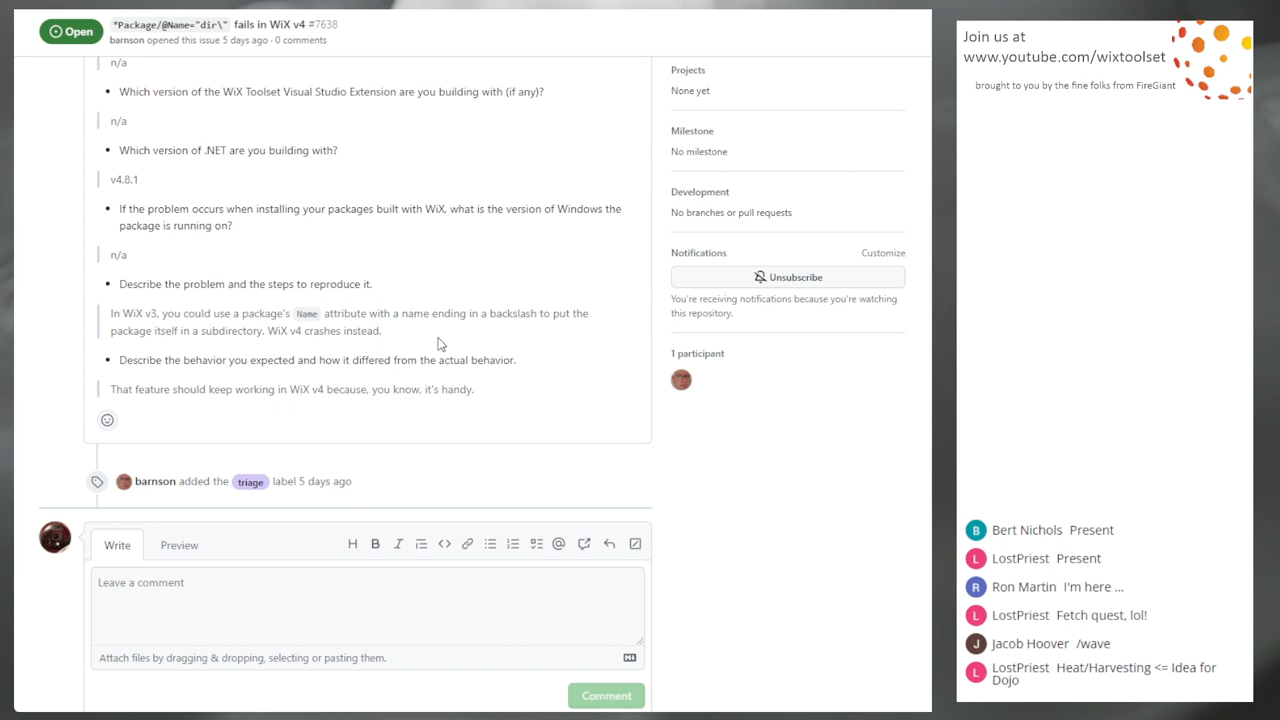 Open
*Package/@Name="dir\" fails in WiX v4 #7638
barnson opened this issue 5 days ago · 0 comments
n/a
• Which version of the WiX Toolset Visual Studio Extension are you building with (if any)?
n/a
• Which version of .NET are you building with?
v4.8.1
• If the problem occurs when installing your packages built with WiX, what is the version of Windows the
package is running on?
n/a
• Describe the problem and the steps to reproduce it.
In WiX v3, you could use a package's Name attribute with a name ending in a backslash to put the
package itself in a subdirectory. WiX v4 crashes instead.
• Describe the behavior you expected and how it differed from the actual behavior.
That feature should keep working in WiX v4 because, you know, it's handy.
barnson added the triage label 5 days ago
Write
Preview
Leave a comment
Attach files by dragging & dropping, selecting or pasting them.
Comment
Projects
None yet
Milestone
No milestone
Development
No branches or pull requests
Notifications
Customize
Unsubscribe
You're receiving notifications because you're watching
this repository.
1 participant
Join us at
www.youtube.com/wixtoolset
brought to you by the fine folks from FireGiant
B Bert Nichols Present
L LostPriest Present
R Ron Martin I'm here ...
L LostPriest Fetch quest, lol!
J Jacob Hoover /wave
L LostPriest Heat/Harvesting <= Idea for
Dojo